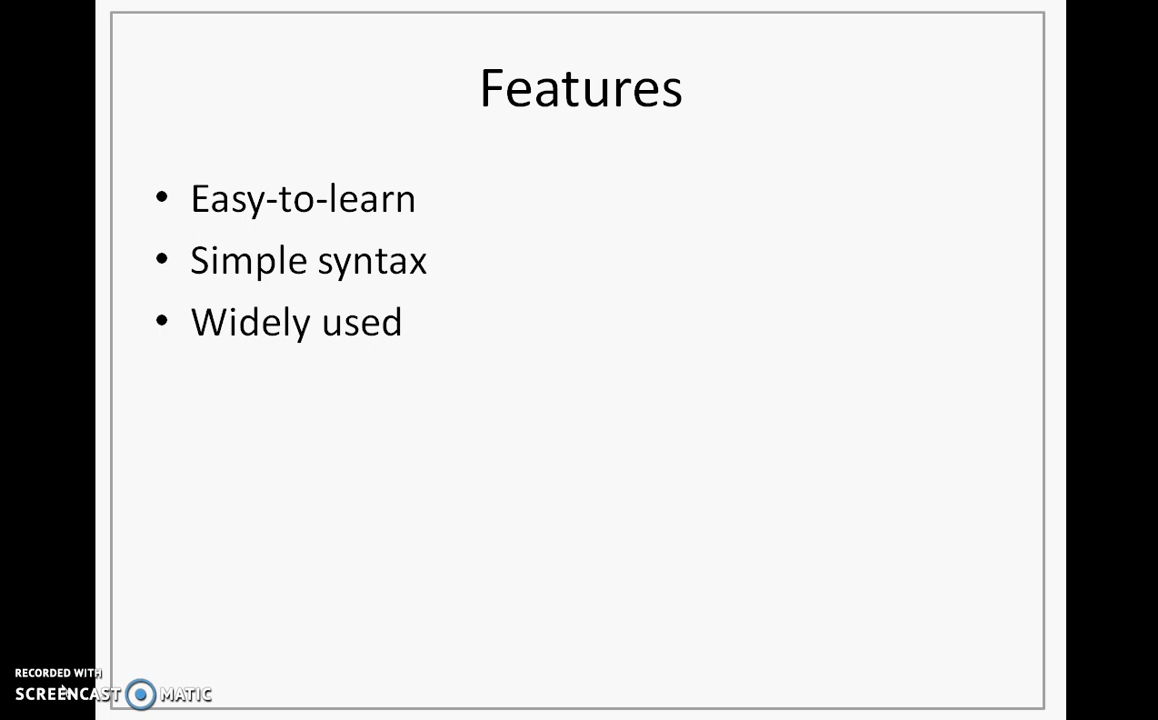 Features
• Easy-to-learn
• Simple syntax
• Widely used
RECORDED WITH
SCREENCAST MATIC